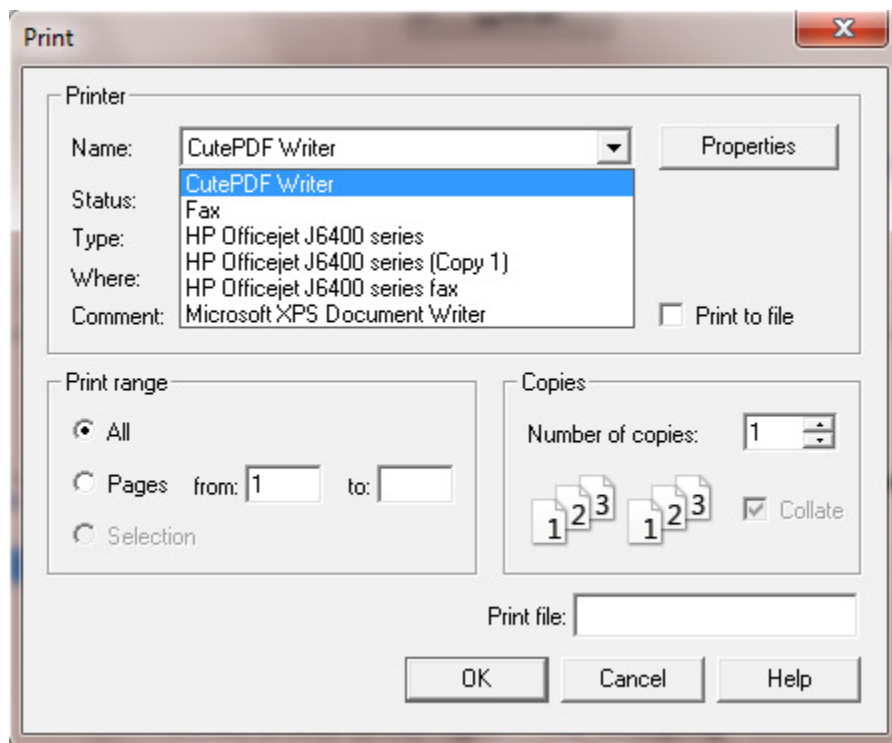 Print
X
Printer
Name: CutePDF Writer Properties
CutePDF Writer
Status:
Fax
Type: HP Officejet J6400 series
HP Officejet J6400 series (Copy 1)
Where:
HP Officejet J6400 series fax
Comment: Microsoft XPS Document Writer Print to file
Print range
All
Pages from: 1 to:
Selection
Copies
Number of copies: 1
1 2 3 1 2 3 Collate
Print file:
OK Cancel Help